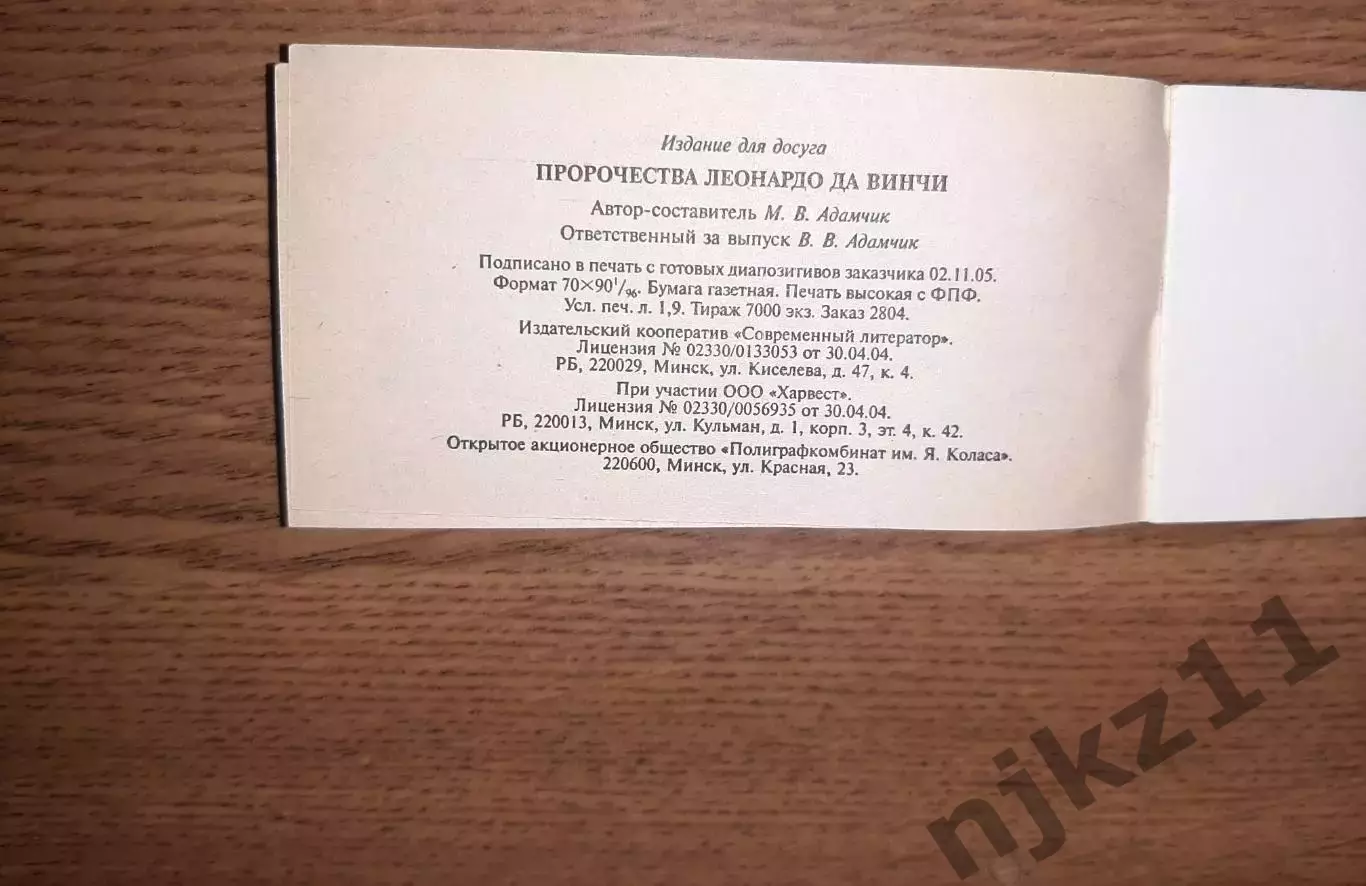 Издание для досуга
ПРОРОЧЕСТВА ЛЕОНАРДО ДА ВИНЧИ
Автор-составитель М. В. Адамчик
Ответственный за выпуск В. В. Адамчик
Подписано в печать с готовых диапозитивов заказчика 02.11.05.
Формат 70×90¹/₉₆. Бумага газетная. Печать высокая с ФПФ.
Усл. печ. л. 1,9. Тираж 7000 экз. Заказ 2804.
Издательский кооператив «Современный литератор».
Лицензия № 02330/0133053 от 30.04.04.
РБ, 220029, Минск, ул. Киселева, д. 47, к. 4.
При участии ООО «Харвест».
Лицензия № 02330/0056935 от 30.04.04.
РБ, 220013, Минск, ул. Кульман, д. 1, корп. 3, эт. 4, к. 42.
Открытое акционерное общество «Полиграфкомбинат им. Я. Коласа».
220600, Минск, ул. Красная, 23.
njkz11